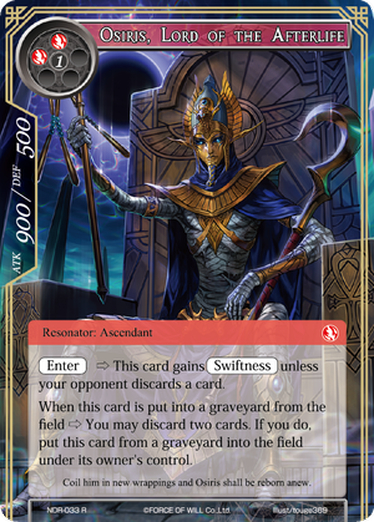 Osiris, Lord of the Afterlife
1
ATK 900 / DEF 500
Resonator: Ascendant
Enter ⇨ This card gains Swiftness unless
your opponent discards a card.
When this card is put into a graveyard from the
field ⇨ You may discard two cards. If you do,
put this card from a graveyard into the field
under its owner's control.
Coil him in new wrappings and Osiris shall be reborn anew.
NDR-033 R
©FORCE OF WILL Co.,Ltd.
Illust/touge369